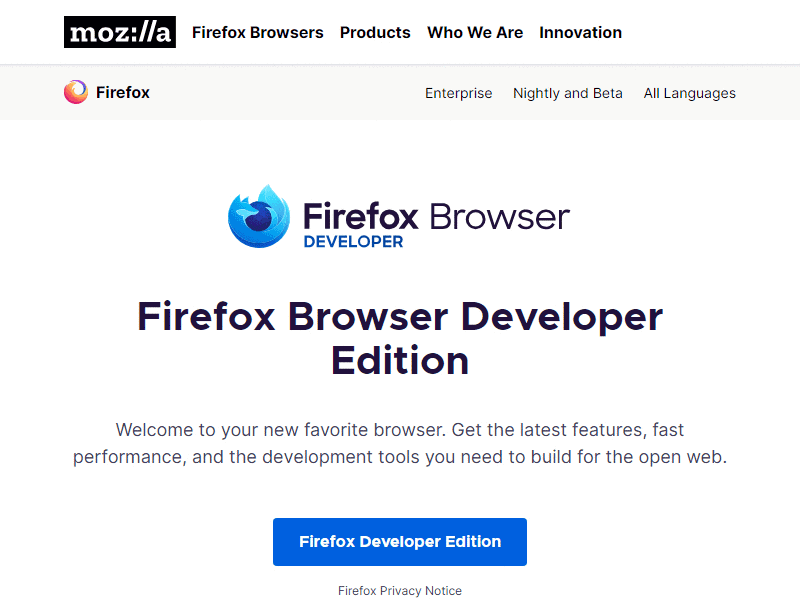 moz://a Firefox Browsers Products Who We Are Innovation
Firefox Enterprise Nightly and Beta All Languages
Firefox Browser
DEVELOPER
Firefox Browser Developer
Edition
Welcome to your new favorite browser. Get the latest features, fast
performance, and the development tools you need to build for the open web.
Firefox Developer Edition
Firefox Privacy Notice